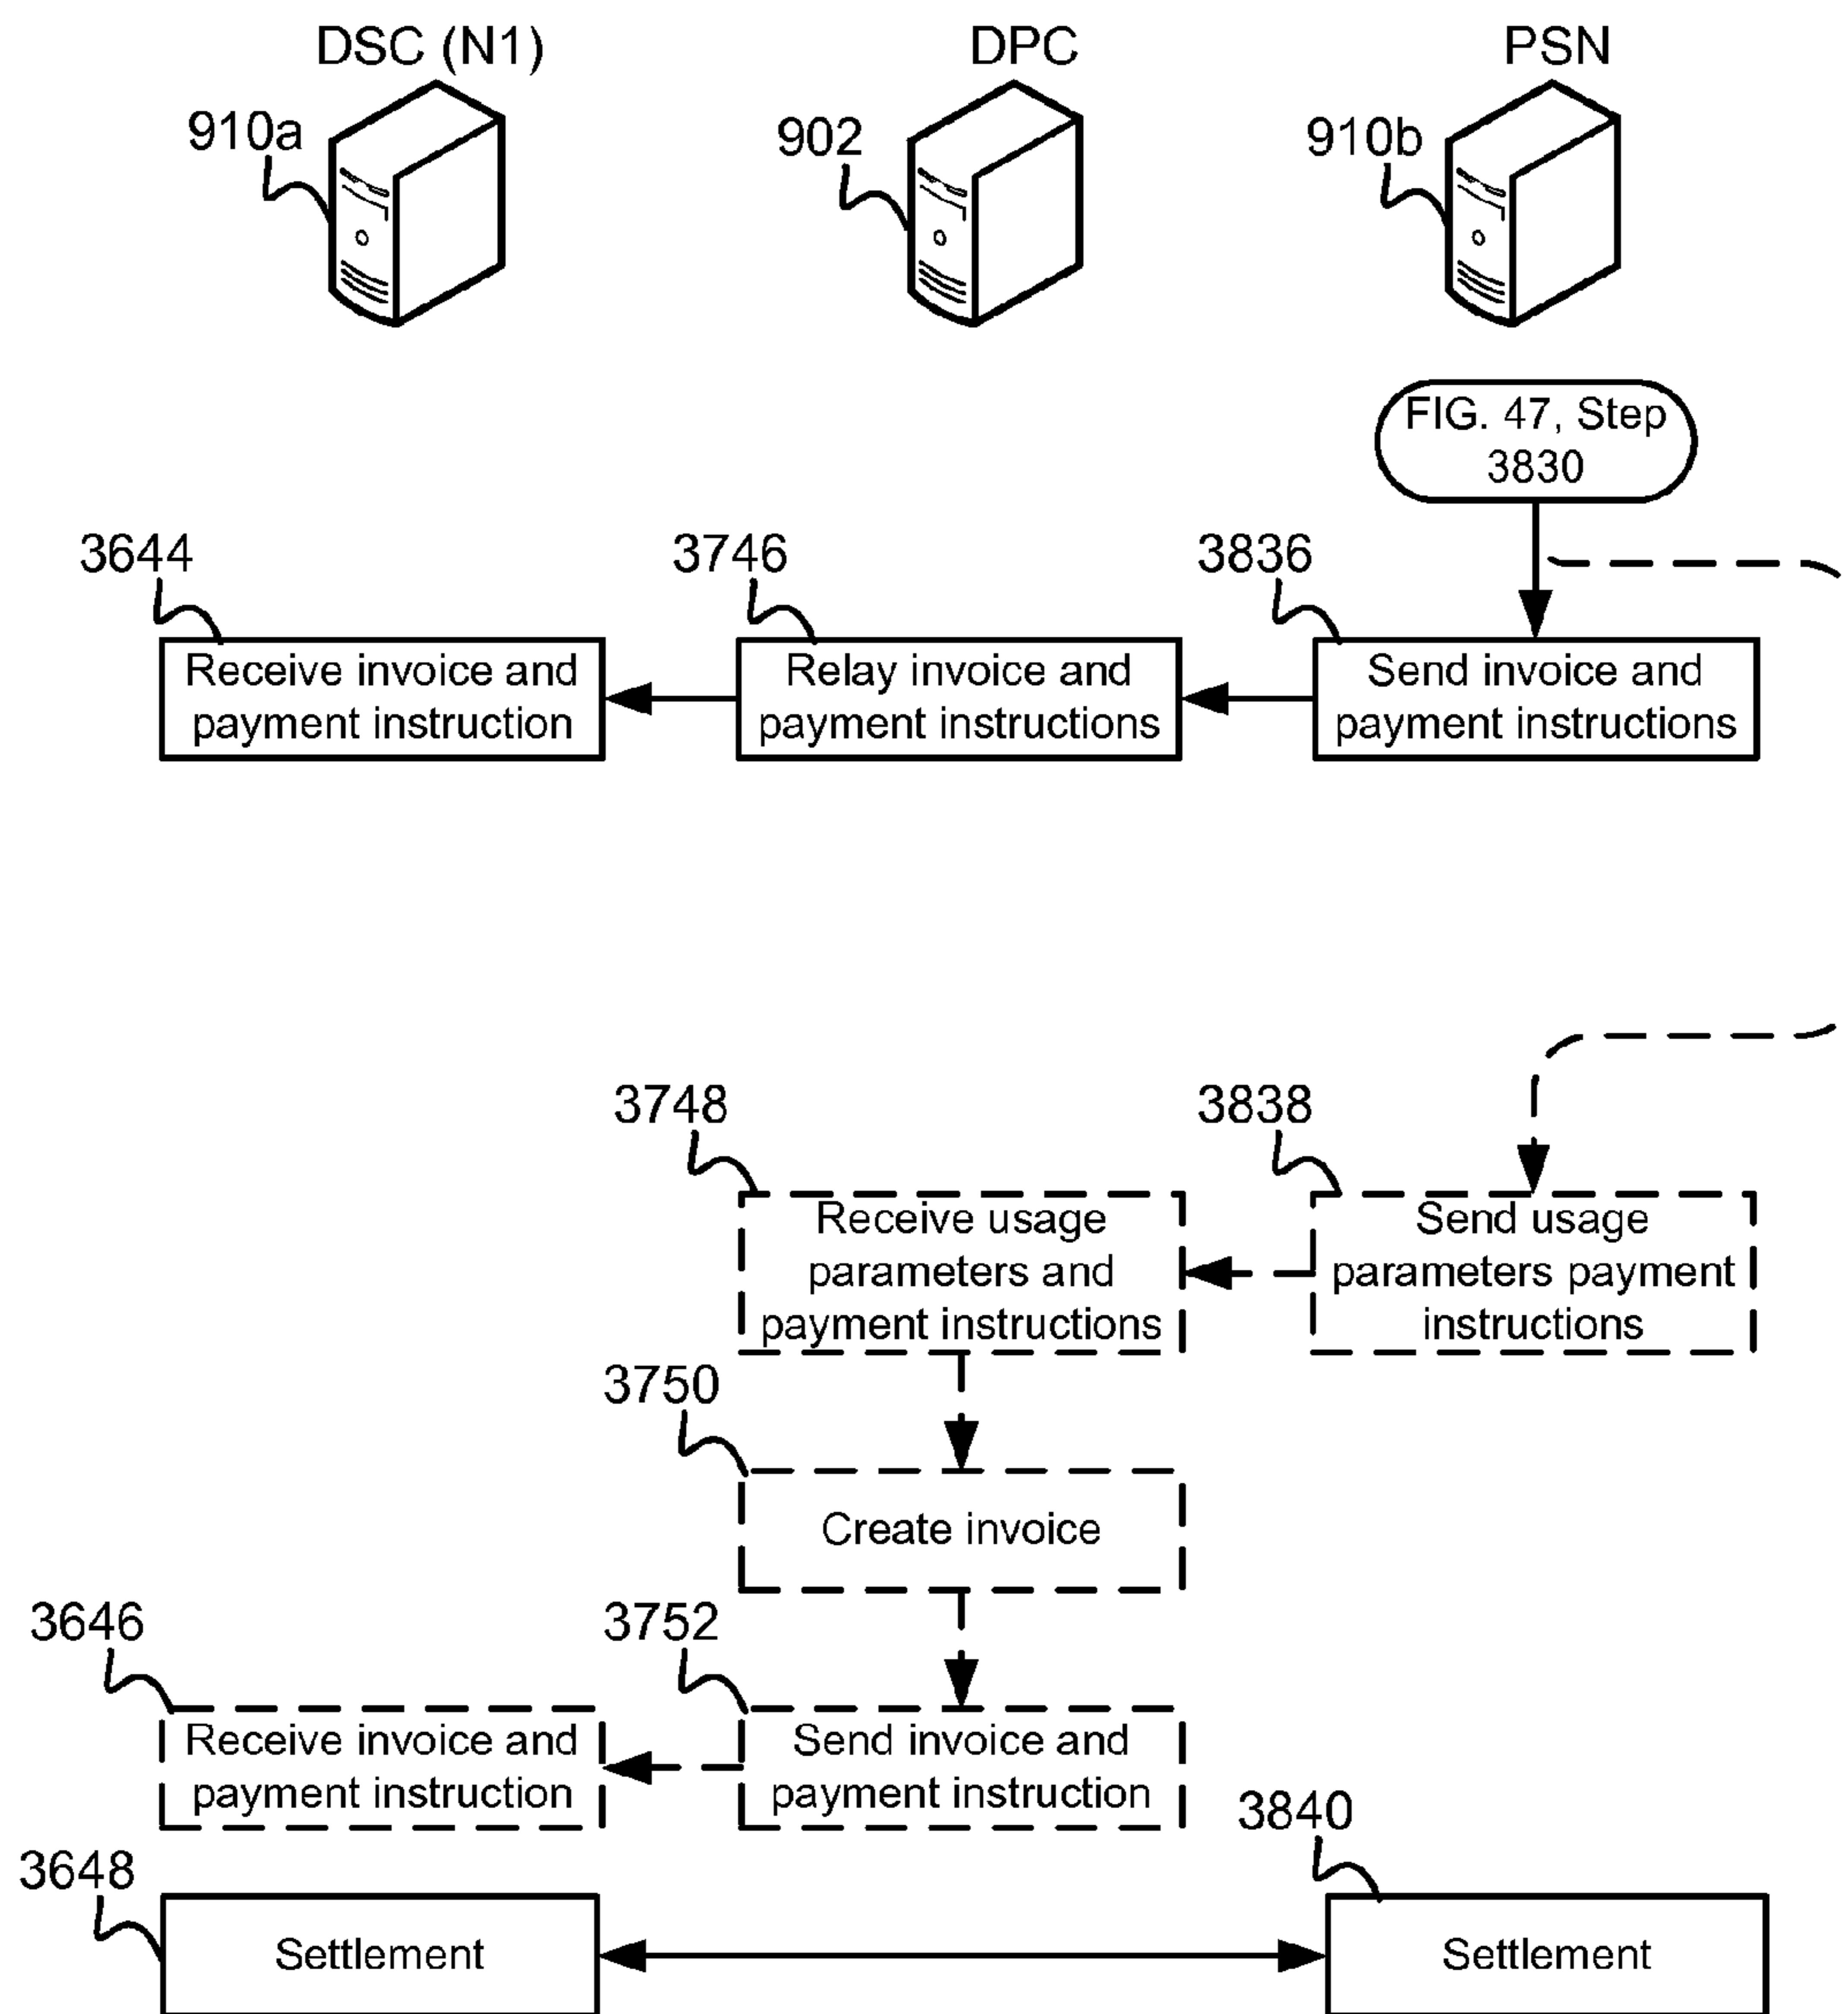 DSC (N1)
DPC
PSN
910a
902
910b
FIG. 47, Step
3830
3644
3746
3836
Receive invoice and
payment instruction
Relay invoice and
payment instructions
Send invoice and
payment instructions
3748
3838
Receive usage
parameters and
payment instructions
Send usage
parameters payment
instructions
3750
Create invoice
3646
3752
Receive invoice and
payment instruction
Send invoice and
payment instruction
3840
3648
Settlement
Settlement